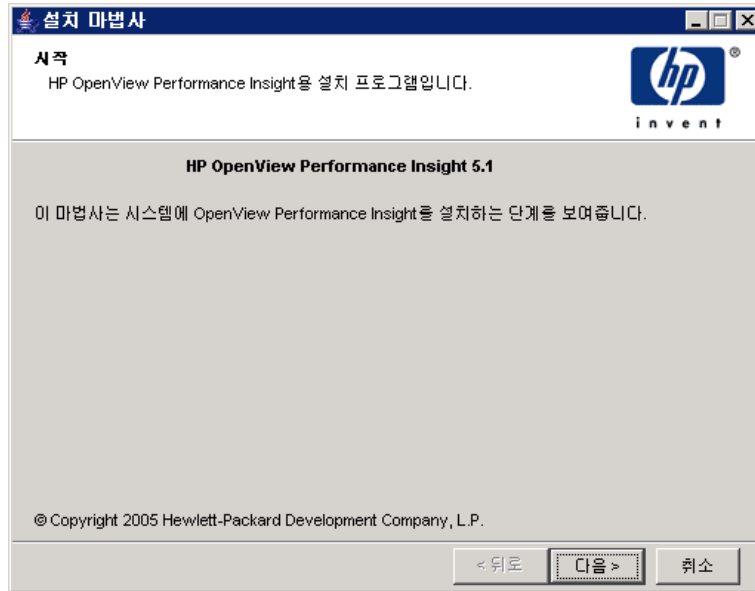 설치 마법사
시작
HP OpenView Performance Insight용 설치 프로그램입니다.
hp
®
invent
HP OpenView Performance Insight 5.1
이 마법사는 시스템에 OpenView Performance Insight를 설치하는 단계를 보여줍니다.
© Copyright 2005 Hewlett-Packard Development Company, L.P.
< 뒤로
다음 >
취소